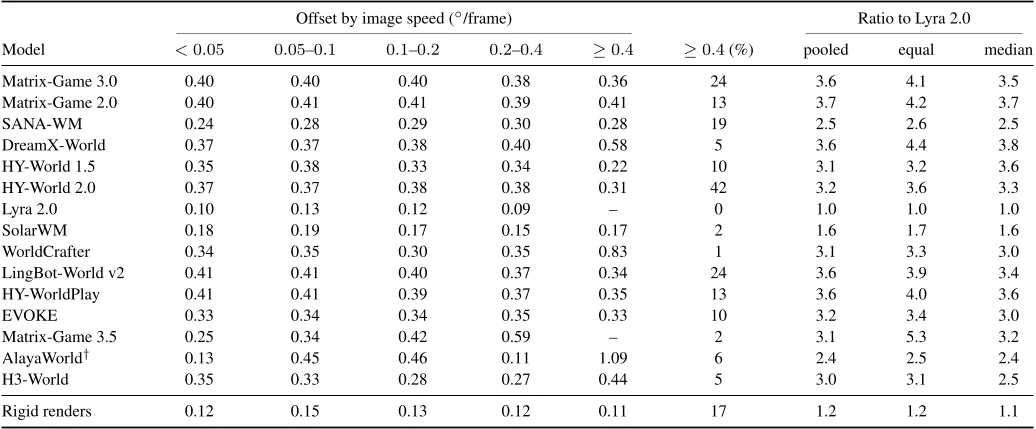 Offset by image speed (°/frame) Ratio to Lyra 2.0
Model < 0.05 0.05–0.1 0.1–0.2 0.2–0.4 ≥ 0.4 ≥ 0.4 (%) pooled equal median
Matrix-Game 3.0 0.40 0.40 0.40 0.38 0.36 24 3.6 4.1 3.5
Matrix-Game 2.0 0.40 0.41 0.41 0.39 0.41 13 3.7 4.2 3.7
SANA-WM 0.24 0.28 0.29 0.30 0.28 19 2.5 2.6 2.5
DreamX-World 0.37 0.37 0.38 0.40 0.58 5 3.6 4.4 3.8
HY-World 1.5 0.35 0.38 0.33 0.34 0.22 10 3.1 3.2 3.6
HY-World 2.0 0.37 0.37 0.38 0.38 0.31 42 3.2 3.6 3.3
Lyra 2.0 0.10 0.13 0.12 0.09 – 0 1.0 1.0 1.0
SolarWM 0.18 0.19 0.17 0.15 0.17 2 1.6 1.7 1.6
WorldCrafter 0.34 0.35 0.30 0.35 0.83 1 3.1 3.3 3.0
LingBot-World v2 0.41 0.41 0.40 0.37 0.34 24 3.6 3.9 3.4
HY-WorldPlay 0.41 0.41 0.39 0.37 0.35 13 3.6 4.0 3.6
EVOKE 0.33 0.34 0.34 0.35 0.33 10 3.2 3.4 3.0
Matrix-Game 3.5 0.25 0.34 0.42 0.59 – 2 3.1 5.3 3.2
AlayaWorld† 0.13 0.45 0.46 0.11 1.09 6 2.4 2.5 2.4
H3-World 0.35 0.33 0.28 0.27 0.44 5 3.0 3.1 2.5
Rigid renders 0.12 0.15 0.13 0.12 0.11 17 1.2 1.2 1.1